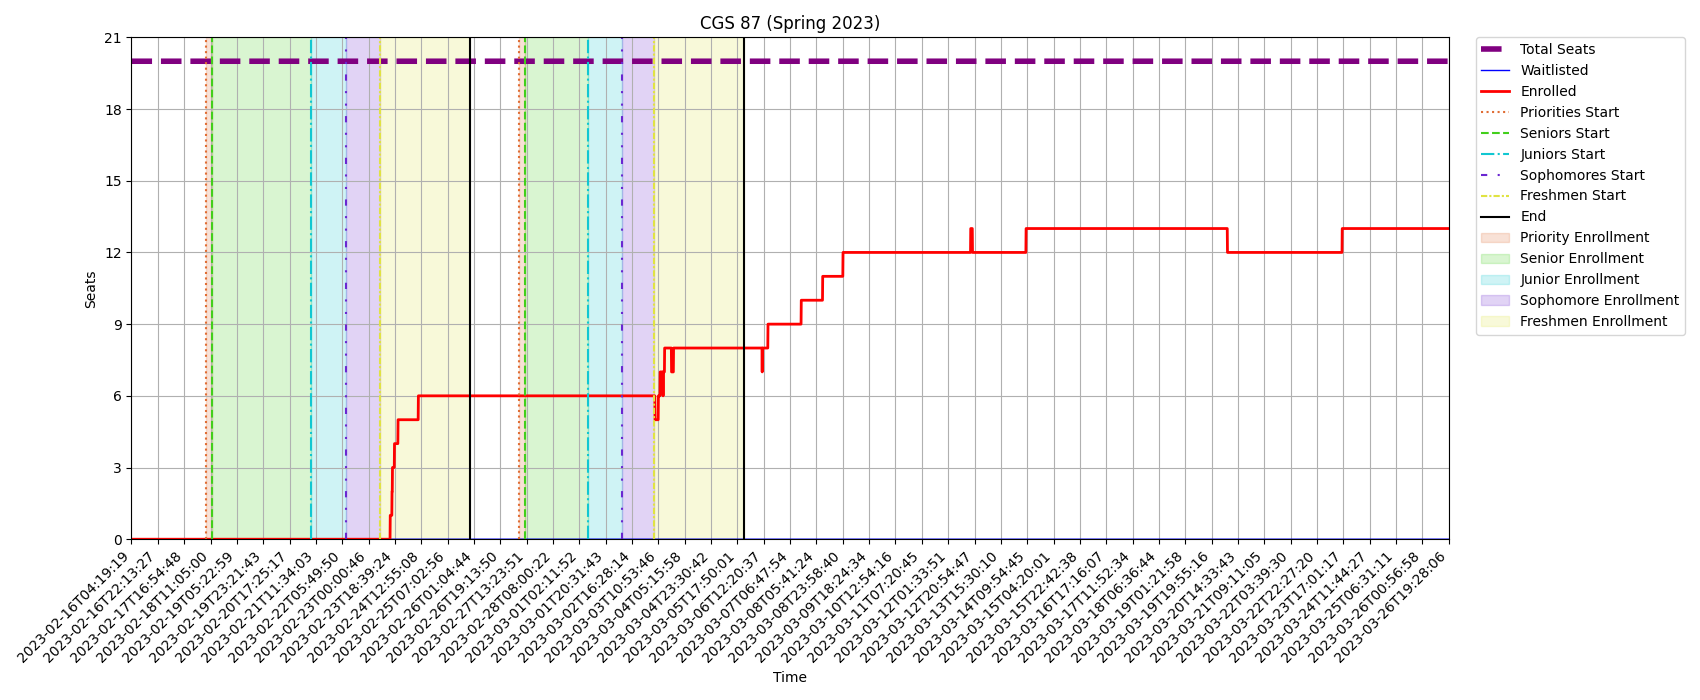 CGS 87 (Spring 2023)
21
18
15
12
9
6
3
0
Seats
2023-02-16T04:19:19
2023-02-16T22:13:27
2023-02-17T16:54:48
2023-02-18T11:05:00
2023-02-19T05:22:59
2023-02-19T23:21:43
2023-02-20T17:25:17
2023-02-21T11:34:03
2023-02-22T05:49:50
2023-02-23T00:00:46
2023-02-23T18:39:24
2023-02-24T12:55:08
2023-02-25T07:02:56
2023-02-26T01:04:44
2023-02-26T19:13:50
2023-02-27T13:23:51
2023-02-28T08:00:22
2023-03-01T02:11:52
2023-03-01T20:31:43
2023-03-02T16:28:14
2023-03-03T10:53:46
2023-03-04T05:15:58
2023-03-04T23:30:42
2023-03-05T17:50:01
2023-03-06T12:20:37
2023-03-07T06:47:54
2023-03-08T05:41:24
2023-03-08T23:58:40
2023-03-09T18:24:34
2023-03-10T12:54:16
2023-03-11T07:20:45
2023-03-12T01:33:51
2023-03-12T20:54:47
2023-03-13T15:30:10
2023-03-14T09:54:45
2023-03-15T04:20:01
2023-03-15T22:42:38
2023-03-16T17:16:07
2023-03-17T11:52:34
2023-03-18T06:36:44
2023-03-19T01:21:58
2023-03-19T19:55:16
2023-03-20T14:33:43
2023-03-21T09:11:05
2023-03-22T03:39:30
2023-03-22T22:27:20
2023-03-23T17:01:17
2023-03-24T11:44:27
2023-03-25T06:31:11
2023-03-26T00:56:58
2023-03-26T19:28:06
Time
Total Seats
Waitlisted
Enrolled
Priorities Start
Seniors Start
Juniors Start
Sophomores Start
Freshmen Start
End
Priority Enrollment
Senior Enrollment
Junior Enrollment
Sophomore Enrollment
Freshmen Enrollment